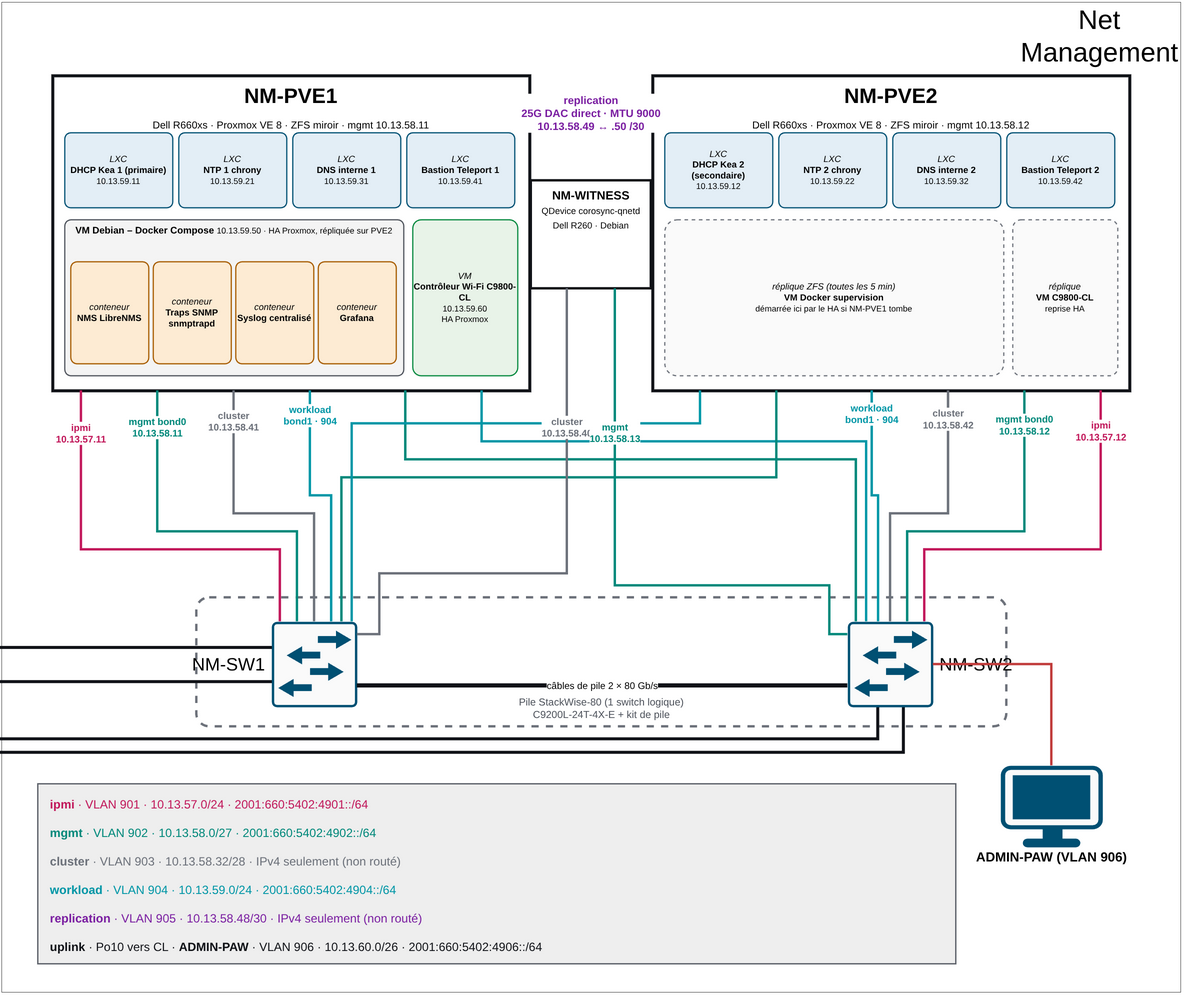 Net
Management
NM-PVE1
Dell R660xs · Proxmox VE 8 · ZFS miroir · mgmt 10.13.58.11
LXC
DHCP Kea 1 (primaire)
10.13.59.11
LXC
NTP 1 chrony
10.13.59.21
LXC
DNS interne 1
10.13.59.31
LXC
Bastion Teleport 1
10.13.59.41
VM Debian – Docker Compose 10.13.59.50 · HA Proxmox, répliquée sur PVE2
conteneur
NMS LibreNMS
conteneur
Traps SNMP
snmptrapd
conteneur
Syslog centralisé
conteneur
Grafana
VM
Contrôleur Wi-Fi C9800-
CL
10.13.59.60
HA Proxmox
replication
25G DAC direct · MTU 9000
10.13.58.49 ↔ .50 /30
NM-WITNESS
QDevice corosync-qnetd
Dell R260 · Debian
NM-PVE2
Dell R660xs · Proxmox VE 8 · ZFS miroir · mgmt 10.13.58.12
LXC
DHCP Kea 2
(secondaire)
10.13.59.12
LXC
NTP 2 chrony
10.13.59.22
LXC
DNS interne 2
10.13.59.32
LXC
Bastion Teleport 2
10.13.59.42
réplique ZFS (toutes les 5 min)
VM Docker supervision
démarrée ici par le HA si NM-PVE1 tombe
réplique
VM C9800-CL
reprise HA
ipmi
10.13.57.11
mgmt bond0
10.13.58.11
cluster
10.13.58.41
workload
bond1 · 904
cluster
mgmt
10.13.58.13
workload
bond1 · 904
cluster
10.13.58.42
mgmt bond0
10.13.58.12
ipmi
10.13.57.12
NM-SW1
NM-SW2
câbles de pile 2 × 80 Gb/s
Pile StackWise-80 (1 switch logique)
C9200L-24T-4X-E + kit de pile
ADMIN-PAW (VLAN 906)
ipmi · VLAN 901 · 10.13.57.0/24 · 2001:660:5402:4901::/64
mgmt · VLAN 902 · 10.13.58.0/27 · 2001:660:5402:4902::/64
cluster · VLAN 903 · 10.13.58.32/28 · IPv4 seulement (non routé)
workload · VLAN 904 · 10.13.59.0/24 · 2001:660:5402:4904::/64
replication · VLAN 905 · 10.13.58.48/30 · IPv4 seulement (non routé)
uplink · Po10 vers CL · ADMIN-PAW · VLAN 906 · 10.13.60.0/26 · 2001:660:5402:4906::/64